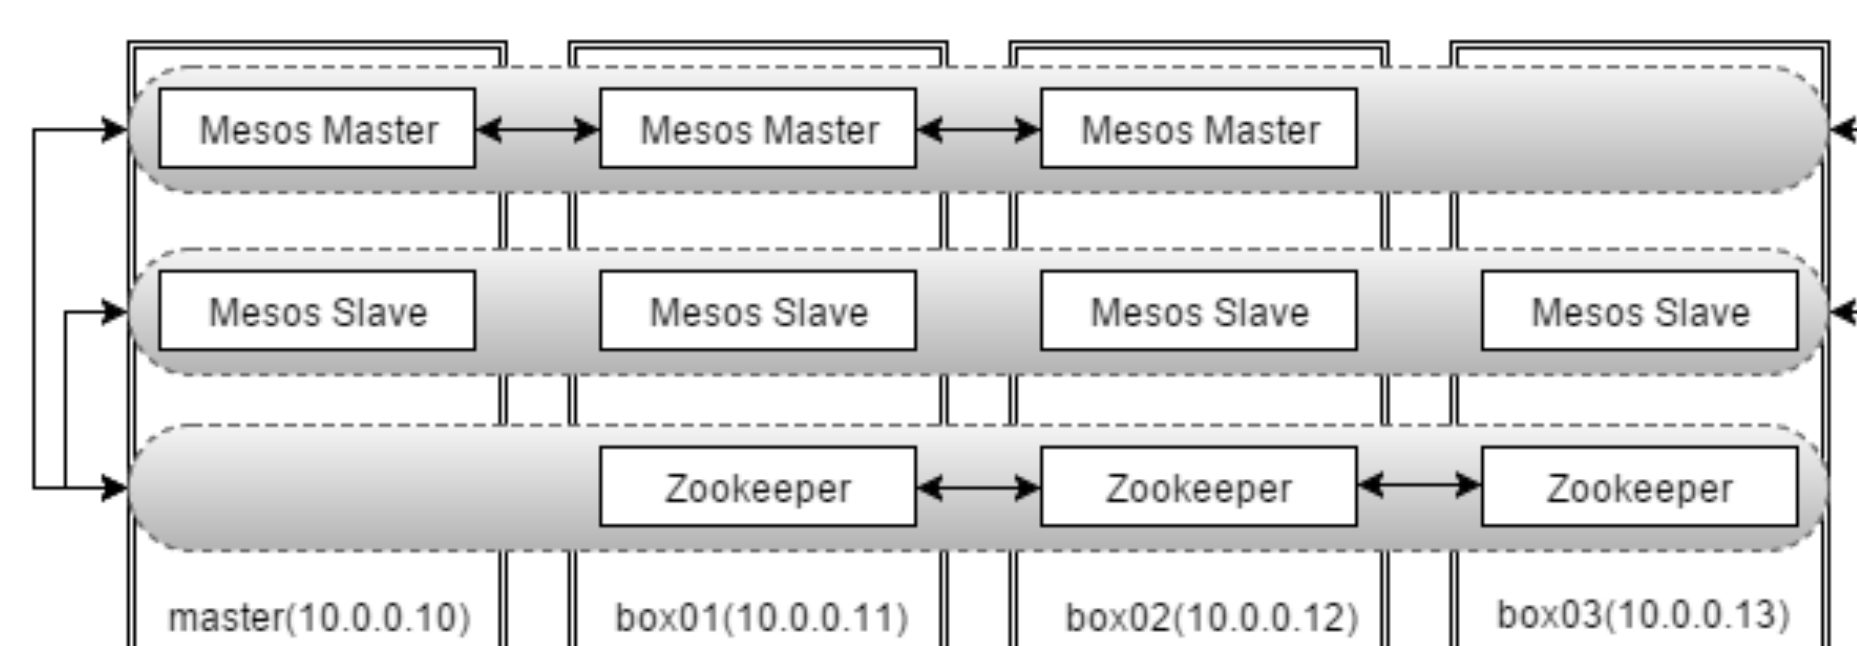 Mesos Master Mesos Master Mesos Master
Mesos Slave Mesos Slave Mesos Slave Mesos Slave
Zookeeper Zookeeper Zookeeper
master(10.0.0.10) box01(10.0.0.11) box02(10.0.0.12) box03(10.0.0.13)